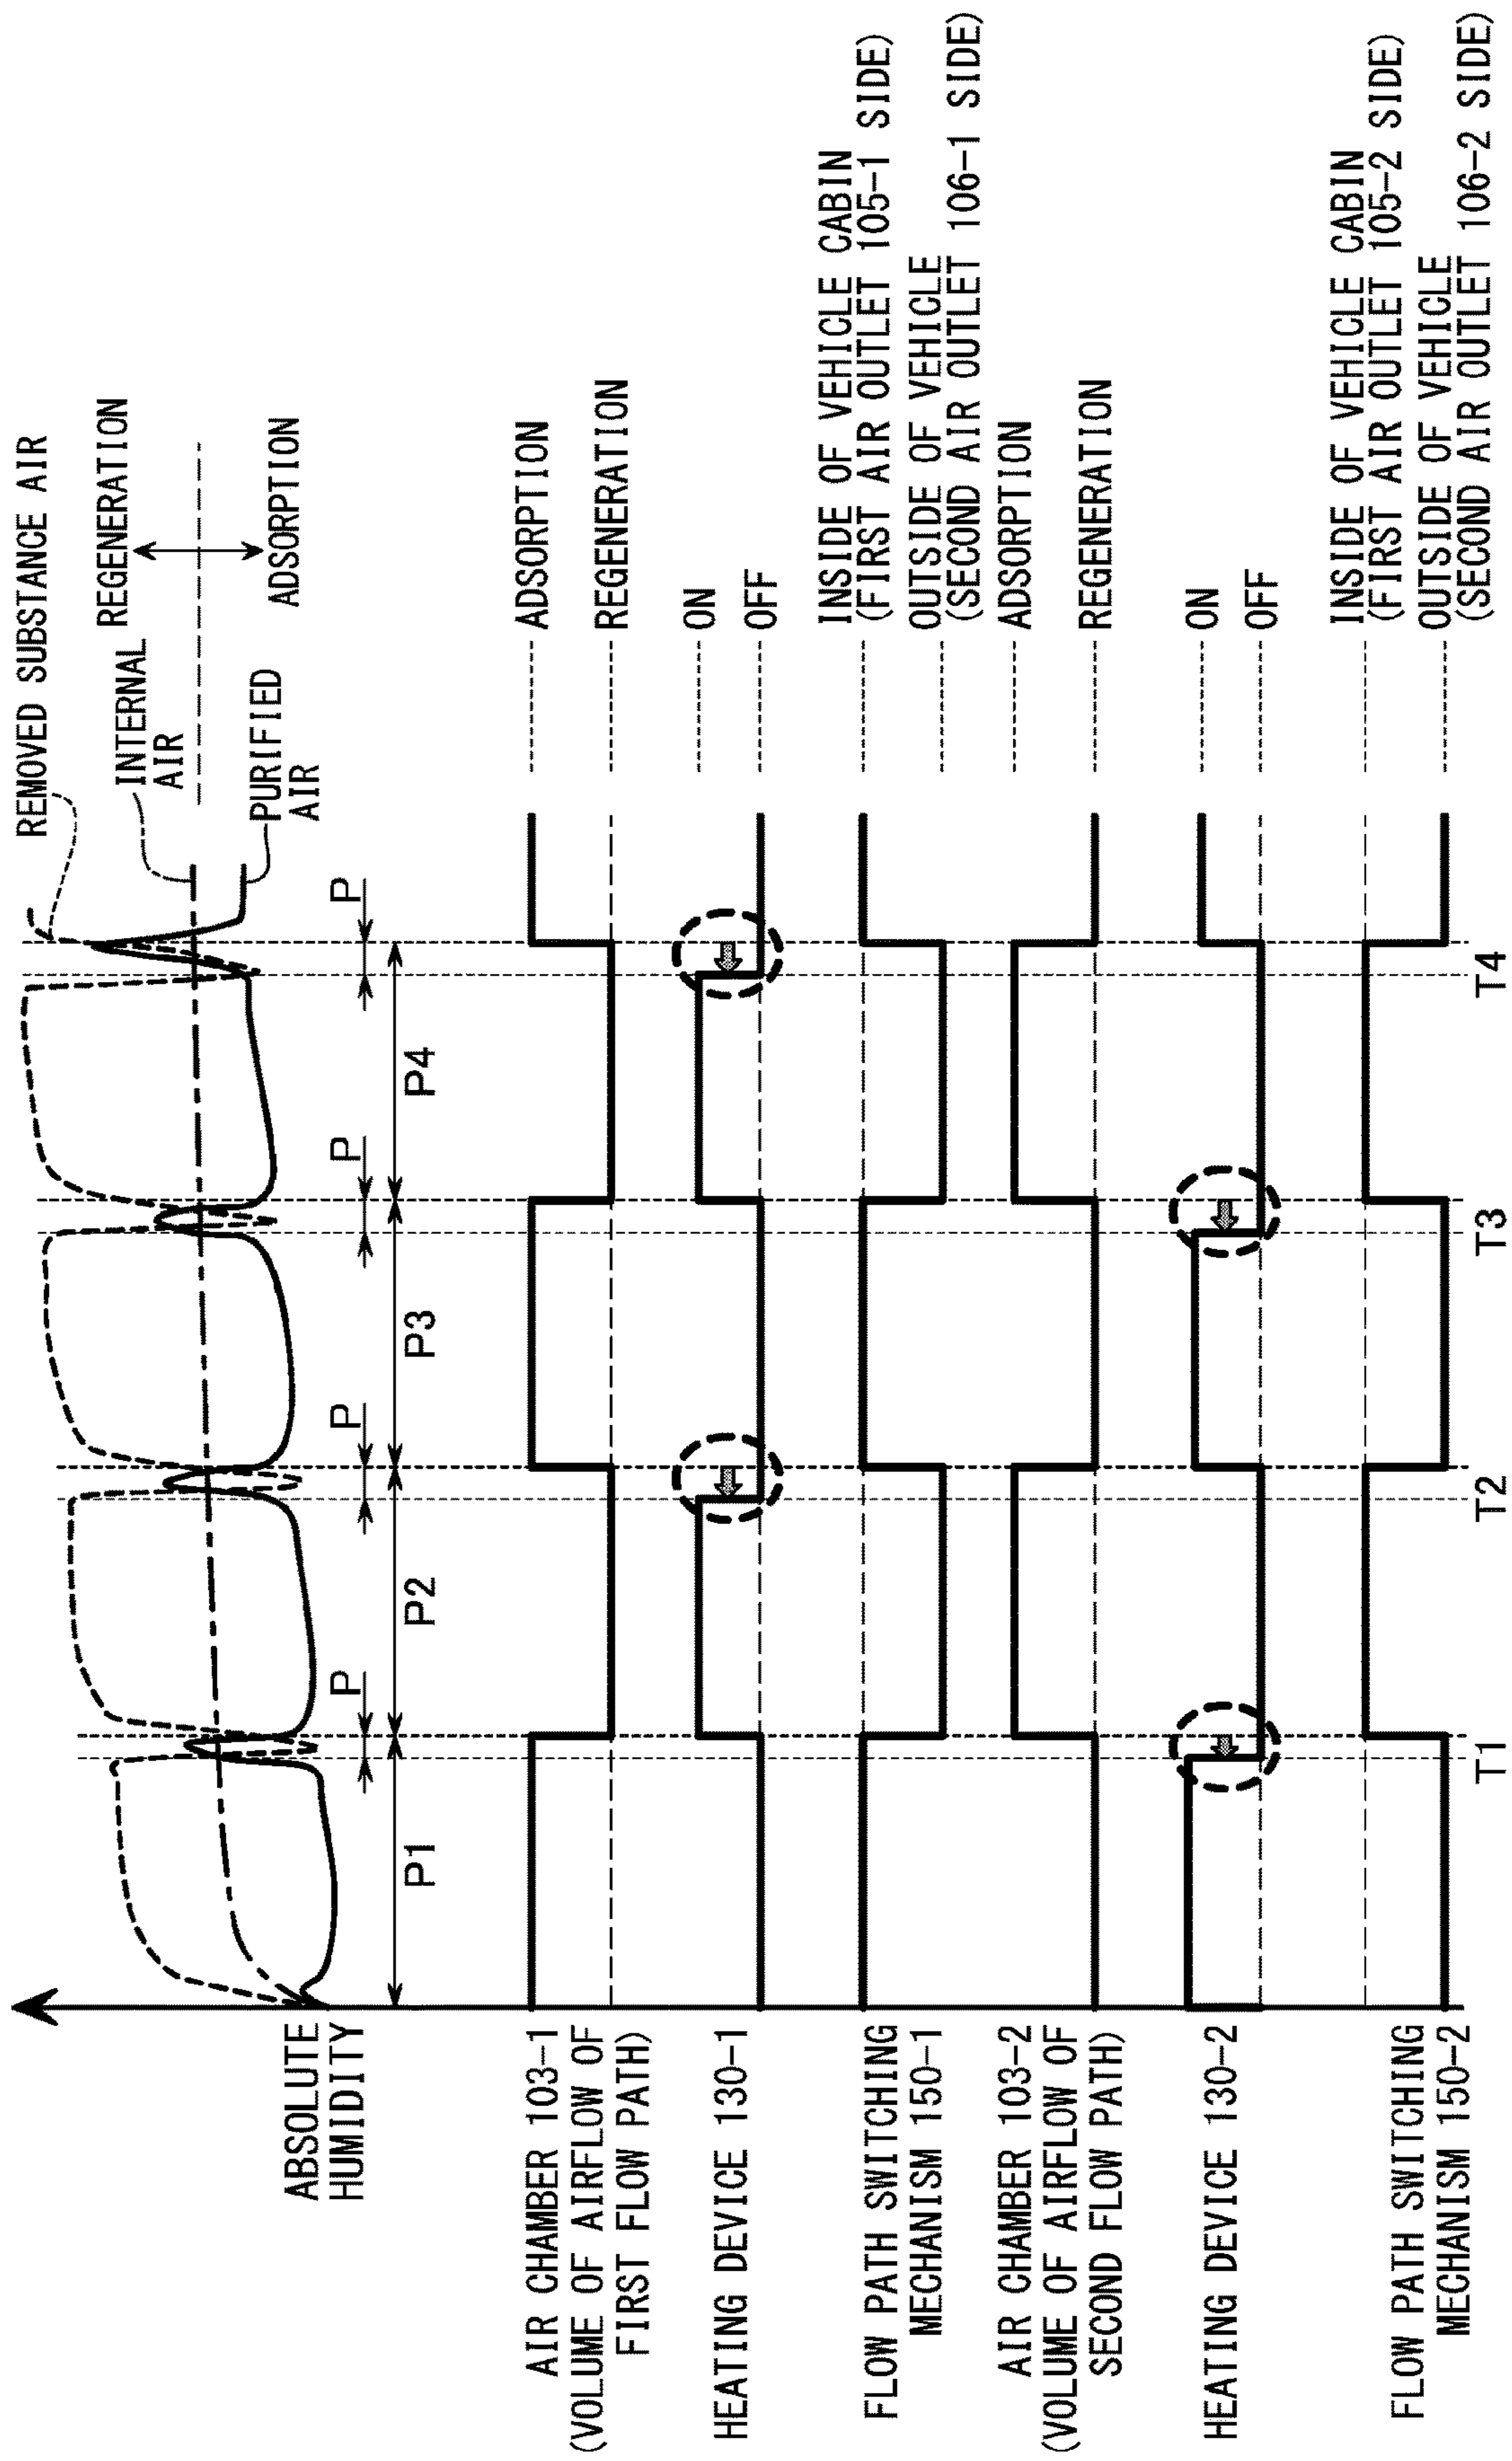 REMOVED SUBSTANCE AIR
REGENERATION
INTERNAL
AIR
ADSORPTION
PURIFIED
AIR
ABSOLUTE
HUMIDITY
P
P
P
P
P1
P2
P3
P4
AIR CHAMBER 103-1
(VOLUME OF AIRFLOW OF
FIRST FLOW PATH)
ADSORPTION
REGENERATION
HEATING DEVICE 130-1
ON
OFF
FLOW PATH SWITCHING
MECHANISM 150-1
INSIDE OF VEHICLE CABIN
(FIRST AIR OUTLET 105-1 SIDE)
OUTSIDE OF VEHICLE
(SECOND AIR OUTLET 106-1 SIDE)
AIR CHAMBER 103-2
(VOLUME OF AIRFLOW OF
SECOND FLOW PATH)
ADSORPTION
REGENERATION
HEATING DEVICE 130-2
ON
OFF
FLOW PATH SWITCHING
MECHANISM 150-2
INSIDE OF VEHICLE CABIN
(FIRST AIR OUTLET 105-2 SIDE)
OUTSIDE OF VEHICLE
(SECOND AIR OUTLET 106-2 SIDE)
T1
T2
T3
T4